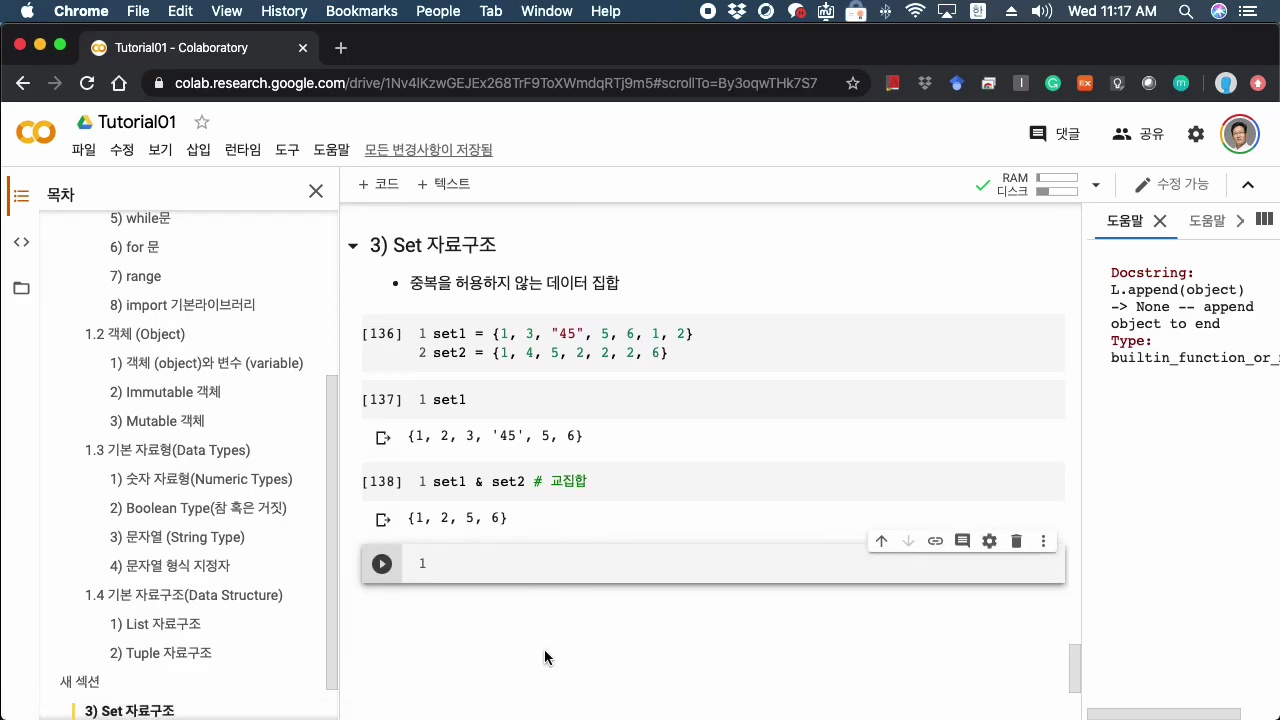 Chrome File Edit View History Bookmarks People Tab Window Help 한 Wed 11:17 AM
Tutorial01 - Colaboratory
colab.research.google.com/drive/1Nv4lKzwGEJEx268TrF9ToXWmdqRTj9m5#scrollTo=By3oqwTHk7S7
Tutorial01
댓글 공유
파일 수정 보기 삽입 런타임 도구 도움말 모든 변경사항이 저장됨
목차
+ 코드 + 텍스트
RAM
디스크
수정 가능
5) while문
6) for 문
7) range
8) import 기본라이브러리
1.2 객체 (Object)
1) 객체 (object)와 변수 (variable)
2) Immutable 객체
3) Mutable 객체
1.3 기본 자료형(Data Types)
1) 숫자 자료형(Numeric Types)
2) Boolean Type(참 혹은 거짓)
3) 문자열 (String Type)
4) 문자열 형식 지정자
1.4 기본 자료구조(Data Structure)
1) List 자료구조
2) Tuple 자료구조
새 섹션
3) Set 자료구조
3) Set 자료구조
• 중복을 허용하지 않는 데이터 집합
[136] 1 set1 = {1, 3, "45", 5, 6, 1, 2}
2 set2 = {1, 4, 5, 2, 2, 2, 6}
[137] 1 set1
{1, 2, 3, '45', 5, 6}
[138] 1 set1 & set2 # 교집합
{1, 2, 5, 6}
1
도움말 도움말
Docstring:
L.append(object)
-> None -- append
object to end
Type:
builtin_function_or_